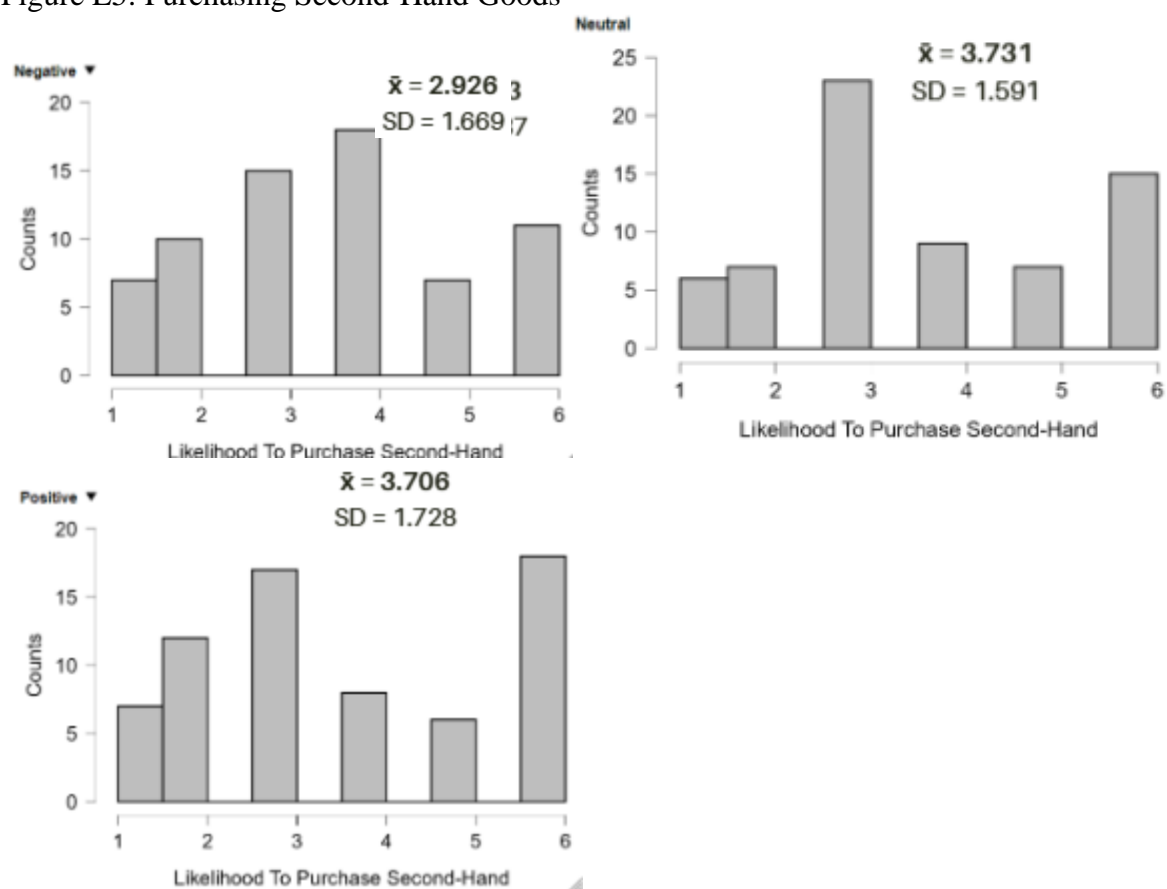 Figure E3: Purchasing Second-Hand Goods
Negative ▼
x̄ = 2.926 3
SD = 1.669 37
20
15
10
5
0
Counts
1 2 3 4 5 6
Likelihood To Purchase Second-Hand
Neutral
x̄ = 3.731
SD = 1.591
25
20
15
10
5
0
Counts
1 2 3 4 5 6
Likelihood To Purchase Second-Hand
Positive ▼
x̄ = 3.706
SD = 1.728
20
15
10
5
0
Counts
1 2 3 4 5 6
Likelihood To Purchase Second-Hand